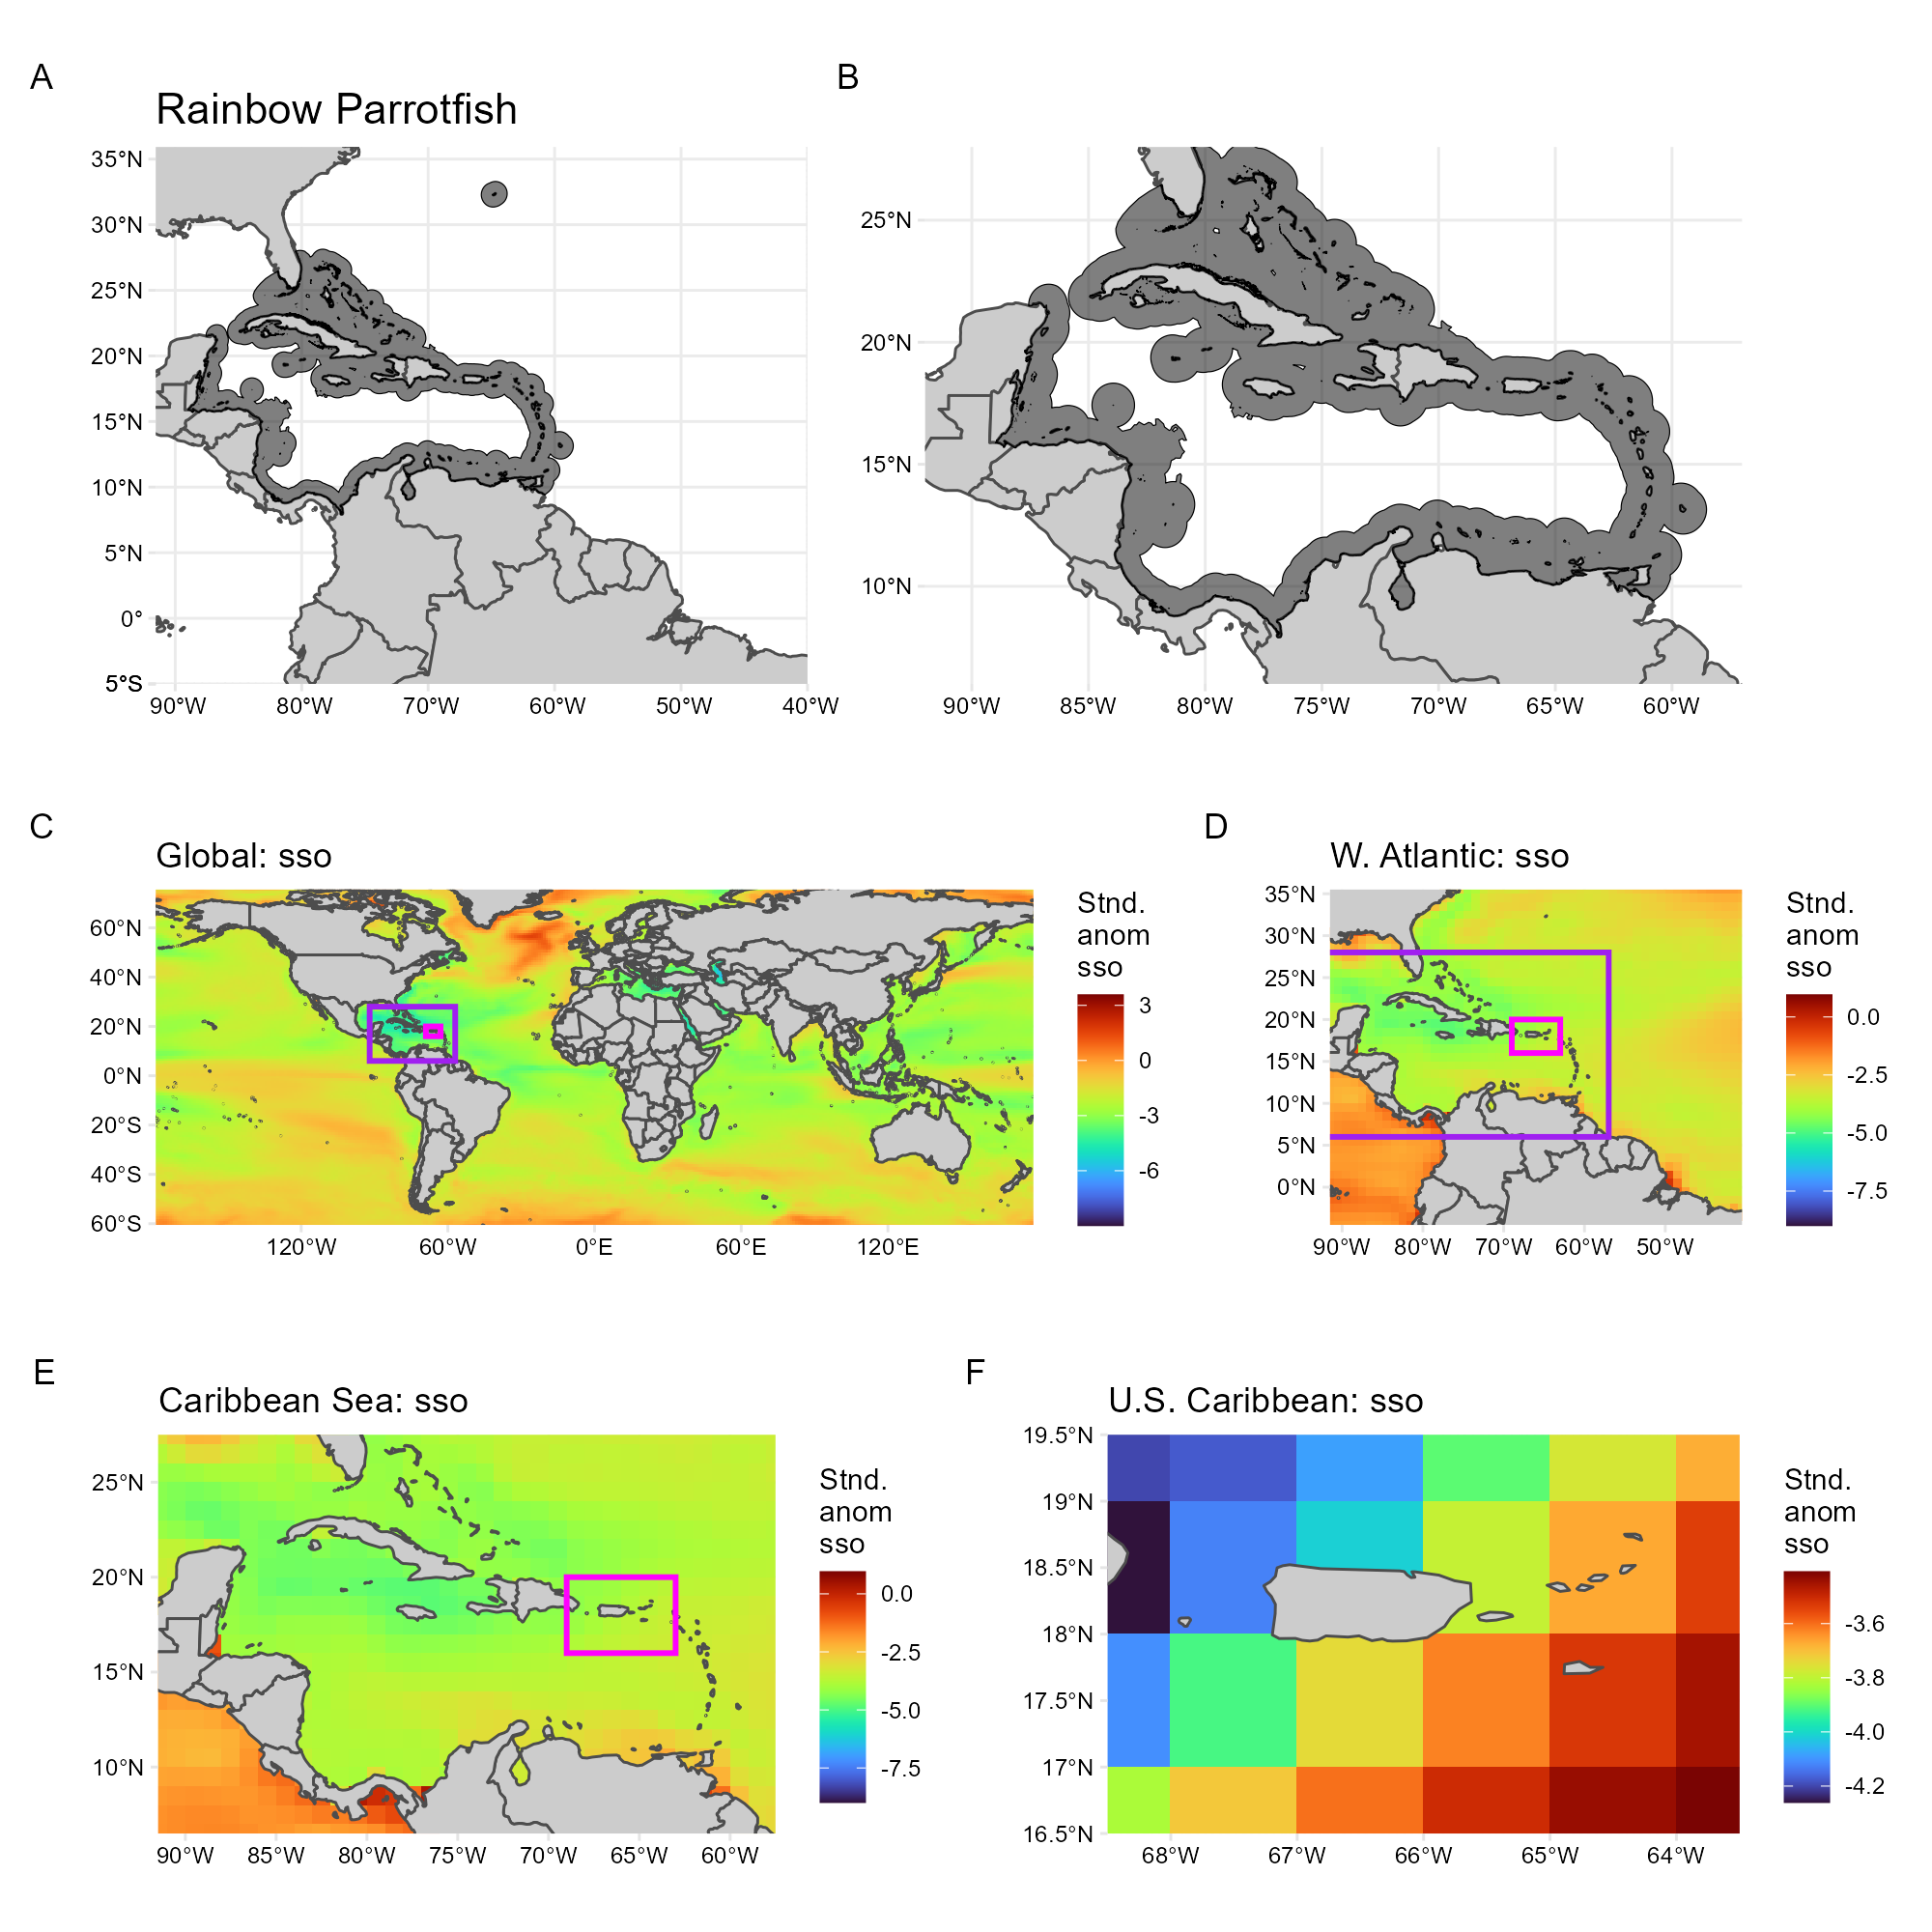 A
B
Rainbow Parrotfish
35°N
30°N
25°N
20°N
15°N
10°N
5°N
0°
5°S
90°W 80°W 70°W 60°W 50°W 40°W
25°N
20°N
15°N
10°N
90°W 85°W 80°W 75°W 70°W 65°W 60°W
C
Global: sso
60°N
40°N
20°N
0°N
20°S
40°S
60°S
120°W 60°W 0°E 60°E 120°E
Stnd.
anom
sso
3
0
-3
-6
D
W. Atlantic: sso
35°N
30°N
25°N
20°N
15°N
10°N
5°N
0°N
90°W 80°W 70°W 60°W 50°W
Stnd.
anom
sso
0.0
-2.5
-5.0
-7.5
E
Caribbean Sea: sso
25°N
20°N
15°N
10°N
90°W 85°W 80°W 75°W 70°W 65°W 60°W
Stnd.
anom
sso
0.0
-2.5
-5.0
-7.5
F
U.S. Caribbean: sso
19.5°N
19°N
18.5°N
18°N
17.5°N
17°N
16.5°N
68°W 67°W 66°W 65°W 64°W
Stnd.
anom
sso
-3.6
-3.8
-4.0
-4.2